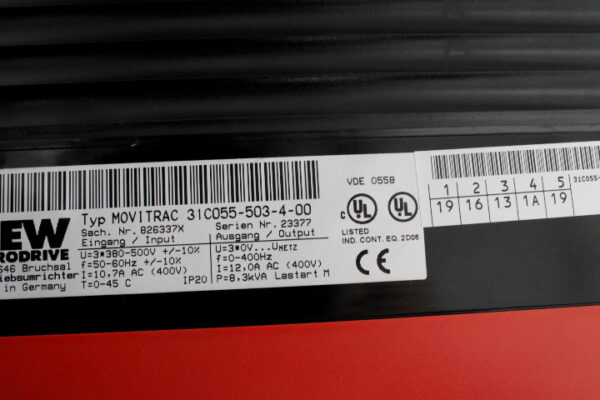 Typ MOVITRAC 31C055-503-4-00
Sach. Nr. 826337X
Serien Nr. 23377
Eingang / Input
Ausgang / Output
U=3*380-500V +/-10%
U=3*0V...UNETZ
f=50-60Hz +/-10%
f=0-400Hz
I=10,7A AC (400V)
I=12,0A AC (400V)
T=0-45 C
IP20
P=8,3kVA Lastart M
EW
RODRIVE
646 Bruchsal
iebsumrichter
in Germany
VDE 0558
c UL UL
LISTED
IND. CONT. EQ. 2D06
CE
1 2 3 4 5
19 16 13 1A 19
31C055-